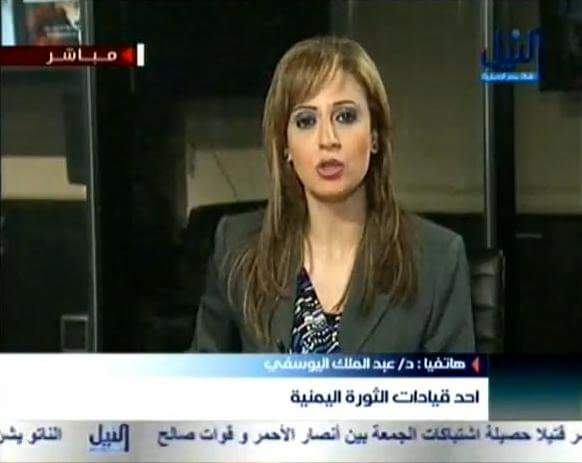 مباشر
النيل
هاتفيا : د/ عبد الملك اليوسفي
احد قيادات الثورة اليمنية
قتيلا حصيلة اشتباكات الجمعة بين أنصار الأحمر و قوات صالح النيل الناتو